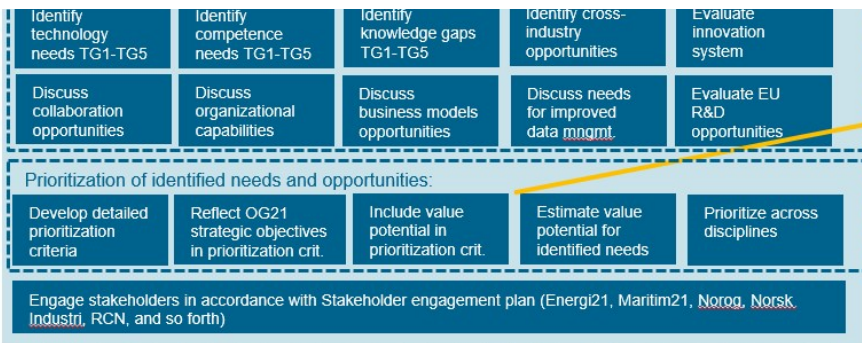 Identify
technology
needs TG1-TG5
Identify
competence
needs TG1-TG5
Identify
knowledge gaps
TG1-TG5
Identify cross-
industry
opportunities
Evaluate
innovation
system
Discuss
collaboration
opportunities
Discuss
organizational
capabilities
Discuss
business models
opportunities
Discuss needs
for improved
data mngmt.
Evaluate EU
R&D
opportunities
Prioritization of identified needs and opportunities:
Develop detailed
prioritization
criteria
Reflect OG21
strategic objectives
in prioritization crit.
Include value
potential in
prioritization crit.
Estimate value
potential for
identified needs
Prioritize across
disciplines
Engage stakeholders in accordance with Stakeholder engagement plan (Energi21, Maritim21, Norog, Norsk
Industri, RCN, and so forth)